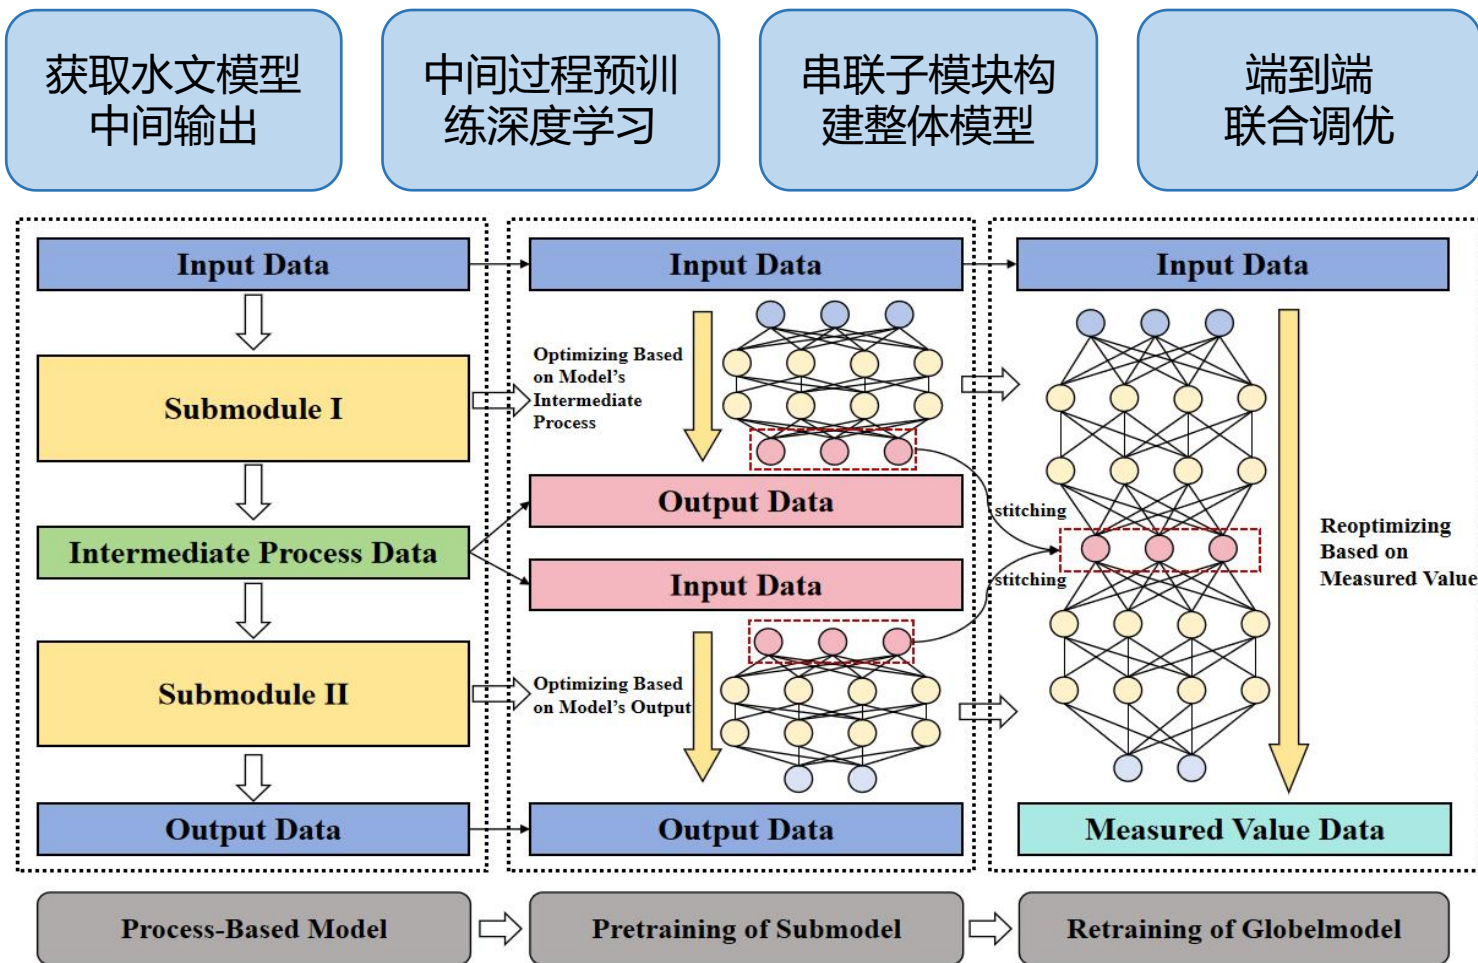 获取水文模型
中间输出
中间过程预训
练深度学习
串联子模块构
建整体模型
端到端
联合调优
Input Data
Submodule I
Intermediate Process Data
Submodule II
Output Data
Input Data
Optimizing Based
on Model's
Intermediate
Process
Output Data
Input Data
Optimizing Based
on Model's Output
Output Data
stitching
stitching
Input Data
Reoptimizing
Based on
Measured Value
Measured Value Data
Process-Based Model
Pretraining of Submodel
Retraining of Globelmodel